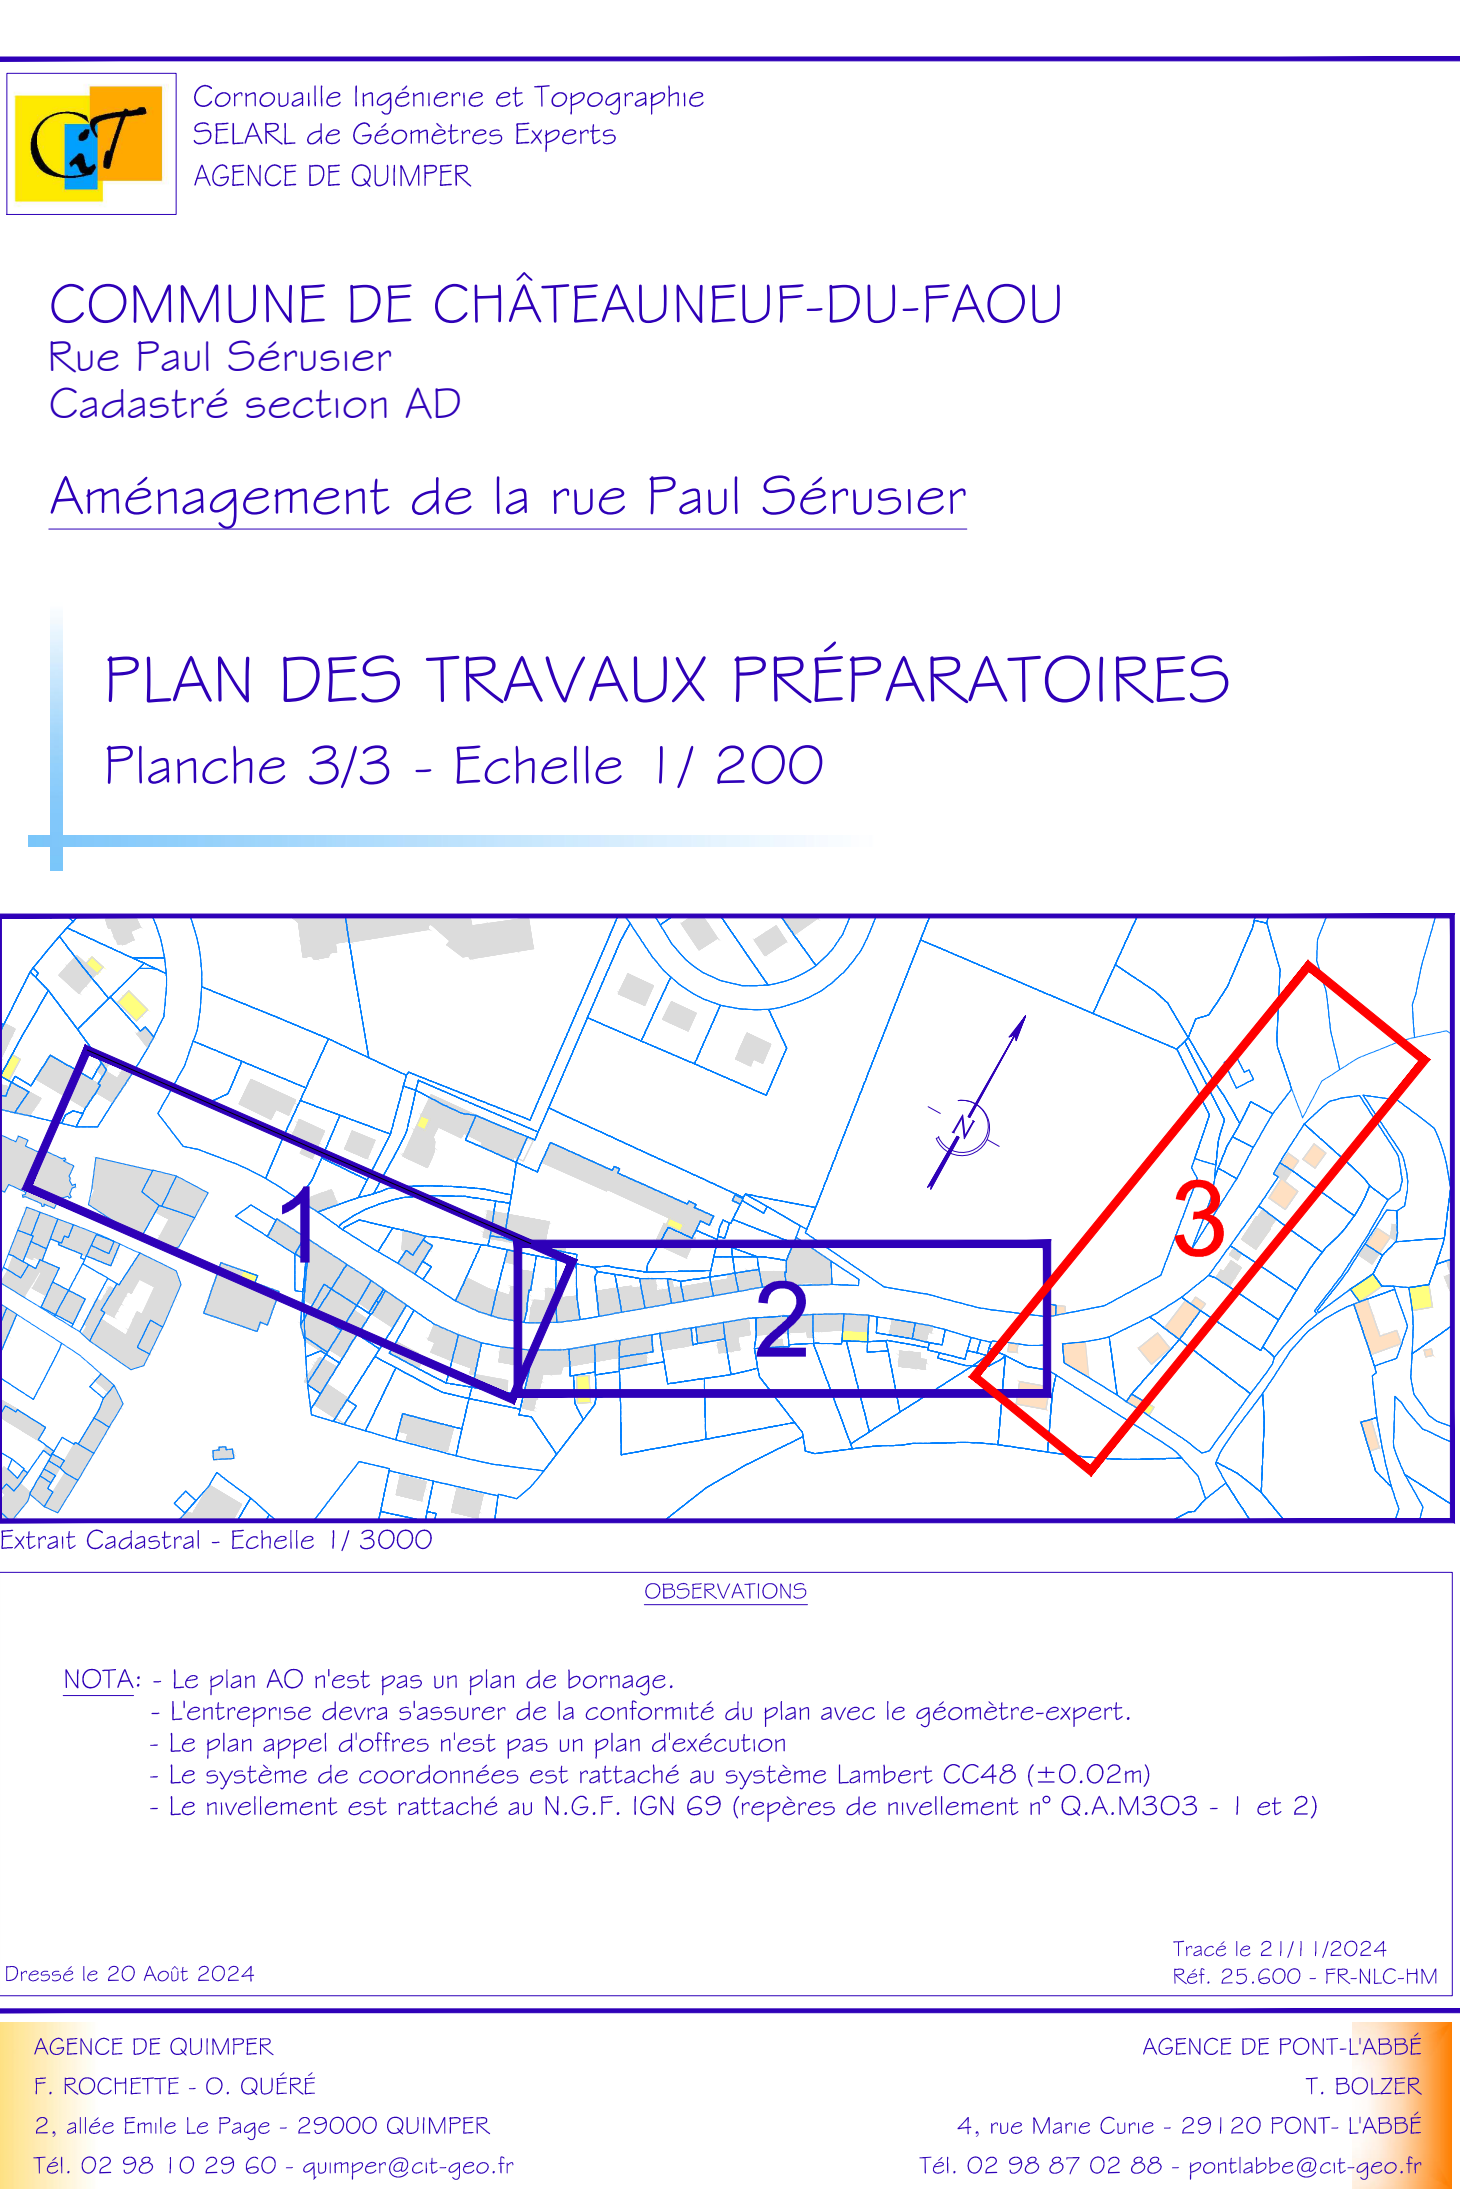 CiT
Cornouaille Ingénierie et Topographie
SELARL de Géomètres Experts
AGENCE DE QUIMPER
COMMUNE DE CHÂTEAUNEUF-DU-FAOU
Rue Paul Sérusier
Cadastré section AD
Aménagement de la rue Paul Sérusier
PLAN DES TRAVAUX PRÉPARATOIRES
Planche 3/3 - Echelle 1/ 200
N
1
2
3
Extrait Cadastral - Echelle 1/ 3000
OBSERVATIONS
NOTA: - Le plan AO n'est pas un plan de bornage.
- L'entreprise devra s'assurer de la conformité du plan avec le géomètre-expert.
- Le plan appel d'offres n'est pas un plan d'exécution
- Le système de coordonnées est rattaché au système Lambert CC48 (±0.02m)
- Le nivellement est rattaché au N.G.F. IGN 69 (repères de nivellement n° Q.A.M3O3 - 1 et 2)
Tracé le 21/11/2024
Dressé le 20 Août 2024
Réf. 25.600 - FR-NLC-HM
AGENCE DE QUIMPER
F. ROCHETTE - O. QUÉRÉ
2, allée Emile Le Page - 29000 QUIMPER
Tél. 02 98 10 29 60 - quimper@cit-geo.fr
AGENCE DE PONT-L'ABBÉ
T. BOLZER
4, rue Marie Curie - 29120 PONT- L'ABBÉ
Tél. 02 98 87 02 88 - pontlabbe@cit-geo.fr